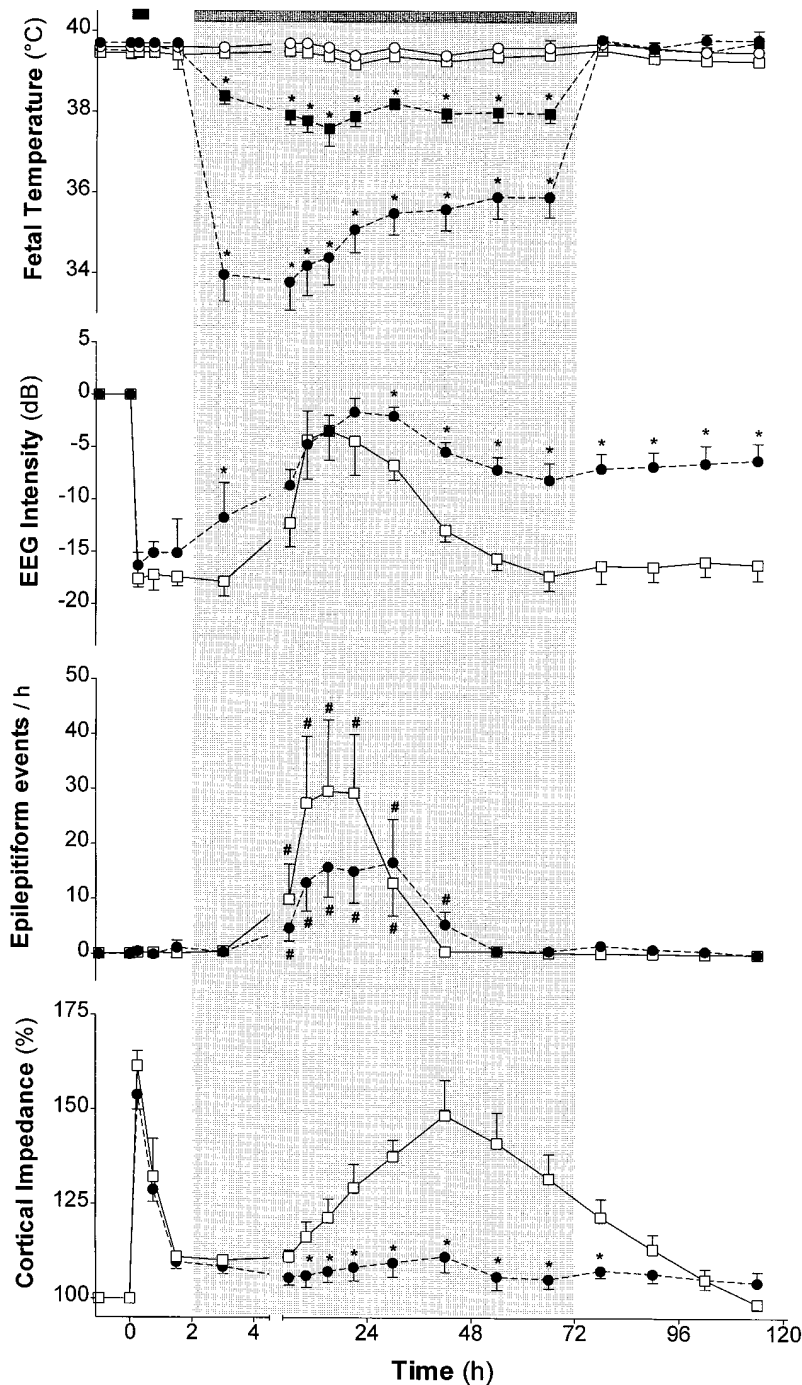 Fetal Temperature (°C)
40
38
36
34
* * * * * * * * *
* * * * * * * * *
EEG Intensity (dB)
5
0
-5
-10
-15
-20
* * * * * * * * *
Epilepitiform events / h
50
40
30
20
10
0
# # # # # #
# # # # #
Cortical Impedance (%)
175
150
125
100
* * * * * * * *
0 2 4 24 48 72 96 120
Time (h)